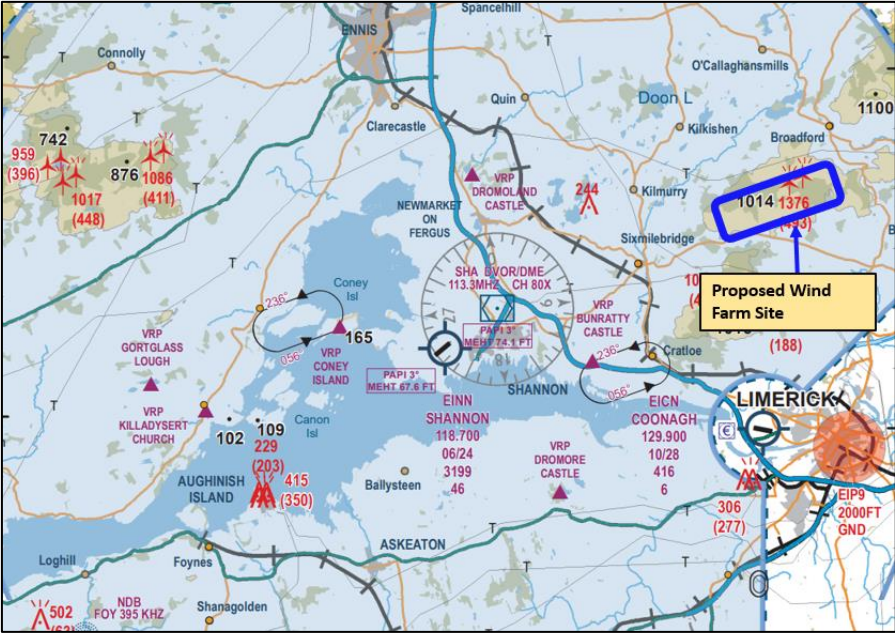 Spancelhill
ENNIS
T
T
Connolly
O'Callaghansmills
Quin
Doon L
1100
742
Clarecastle
Kilkishen
Broadford
959
(396)
876
1086
(411)
VRP
DROMOLAND
CASTLE
244
Kilmurry
T
1017
(448)
1014
1376
(493)
NEWMARKET
ON
FERGUS
Sixmilebridge
T
SHA DVOR/DME
113.3MHZ CH 80X
Coney
Isl
236°
Proposed Wind
Farm Site
VRP
BUNRATTY
CASTLE
PAPI 3°
MEHT 74.1 FT
165
VRP
GORTGLASS
LOUGH
056°
VRP
CONEY
ISLAND
18
236°
Cratloe
(188)
PAPI 3°
MEHT 67.6 FT
SHANNON
056°
VRP
KILLADYSERT
CHURCH
Canon
Isl
EINN
SHANNON
118.700
06/24
3199
46
EICN
COONAGH
129.900
10/28
416
6
LIMERICK
€
102
109
229
(203)
VRP
DROMORE
CASTLE
AUGHINISH
ISLAND
415
(350)
Ballysteen
306
(277)
EIP9
2000FT
GND
T
ASKEATON
T
T
Loghill
Foynes
T
NDB
FOY 395 KHZ
Shanagolden
502